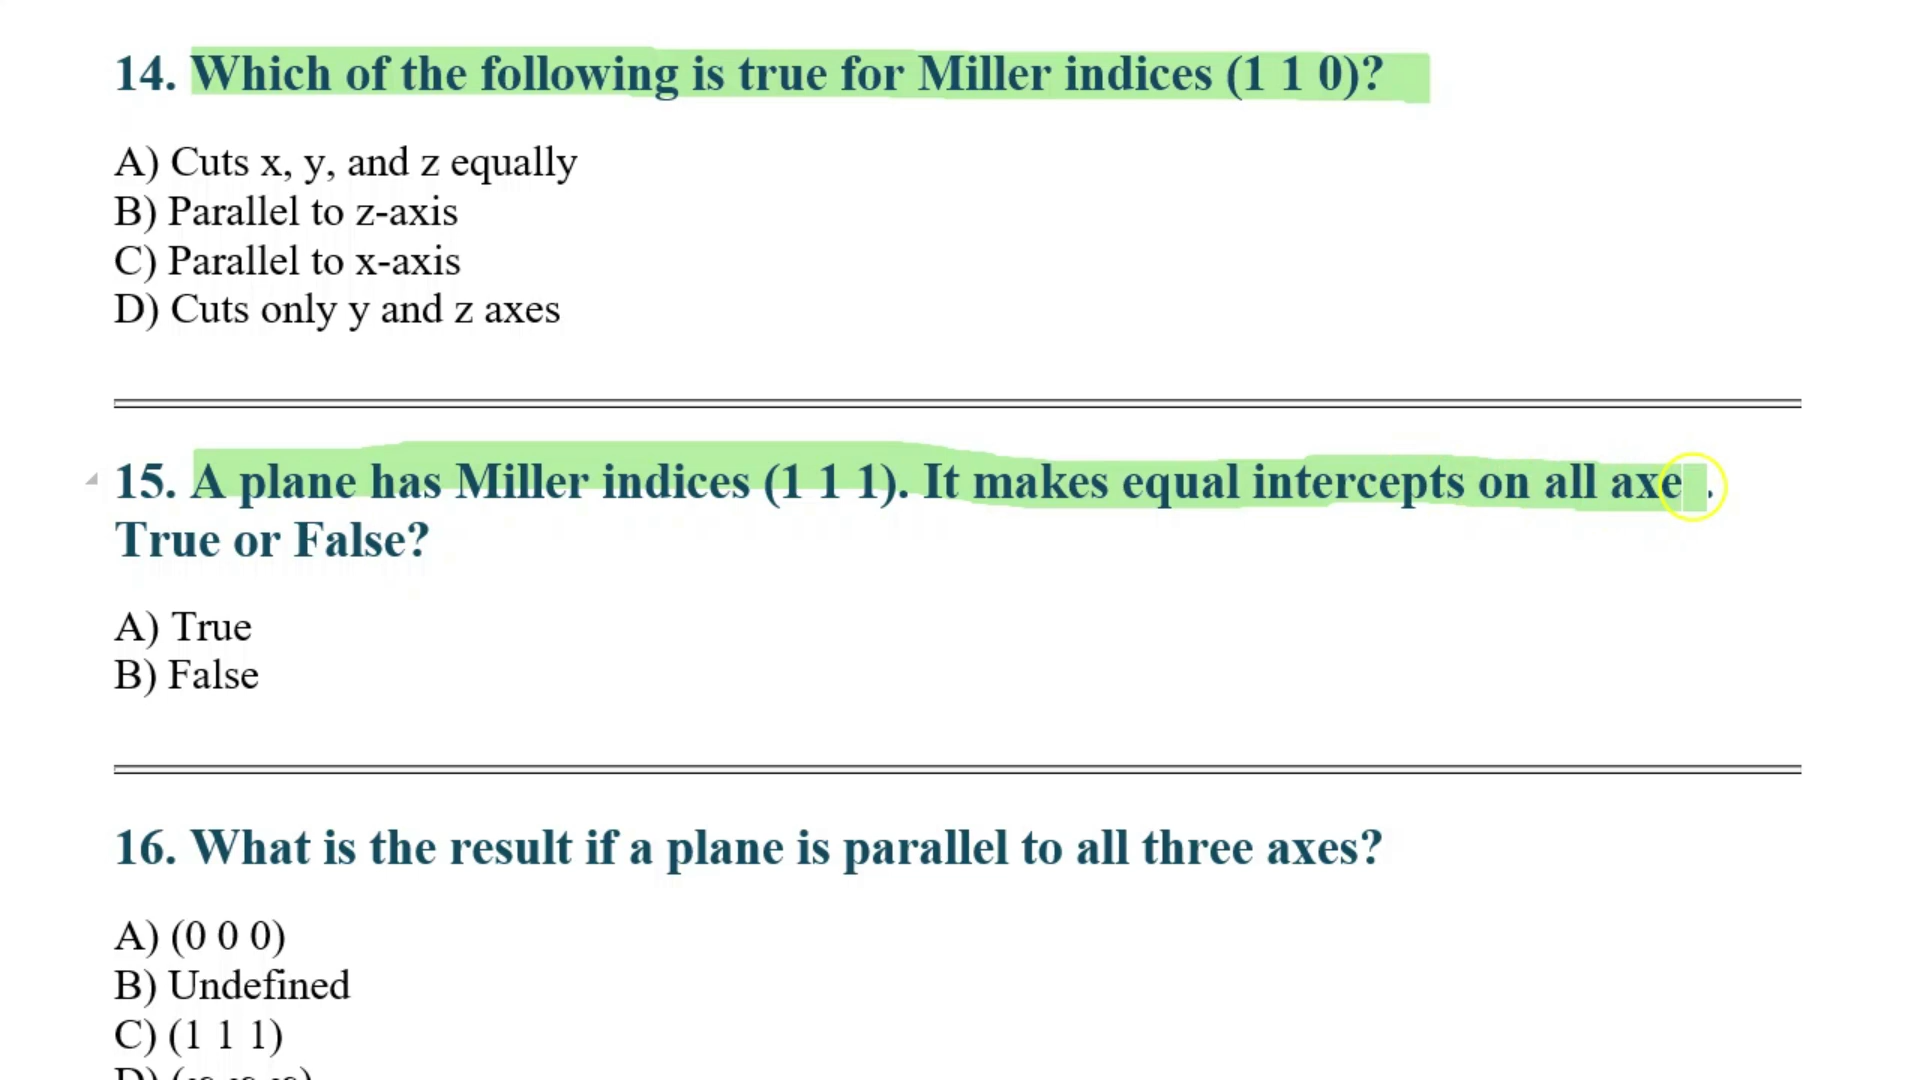 14. Which of the following is true for Miller indices (1 1 0)?
A) Cuts x, y, and z equally
B) Parallel to z-axis
C) Parallel to x-axis
D) Cuts only y and z axes
15. A plane has Miller indices (1 1 1). It makes equal intercepts on all axe .
True or False?
A) True
B) False
16. What is the result if a plane is parallel to all three axes?
A) (0 0 0)
B) Undefined
C) (1 1 1)